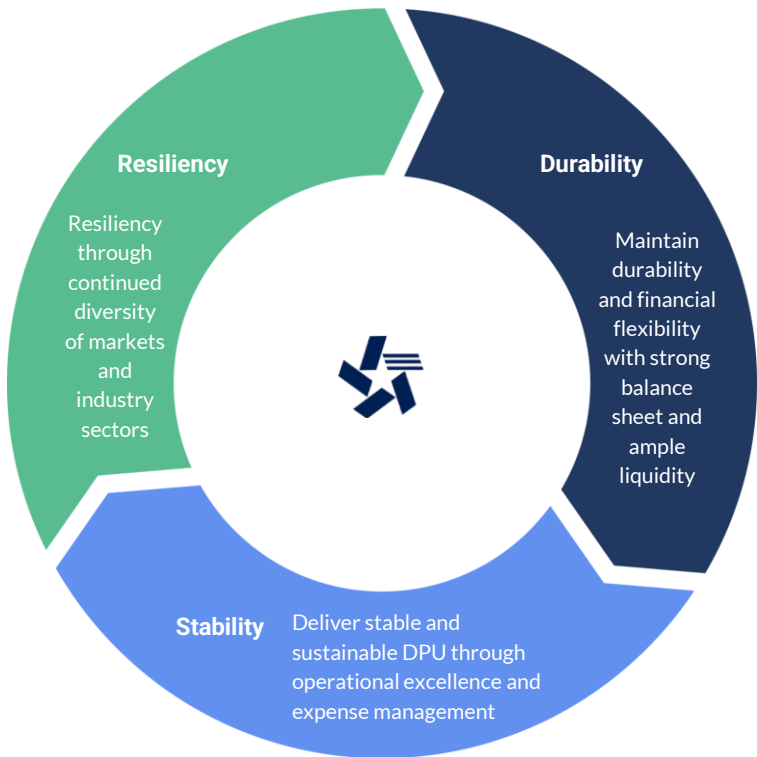 Resiliency
Resiliency
through
continued
diversity
of markets
and
industry
sectors
Durability
Maintain
durability
and financial
flexibility
with strong
balance
sheet and
ample
liquidity
Stability
Deliver stable and
sustainable DPU through
operational excellence and
expense management